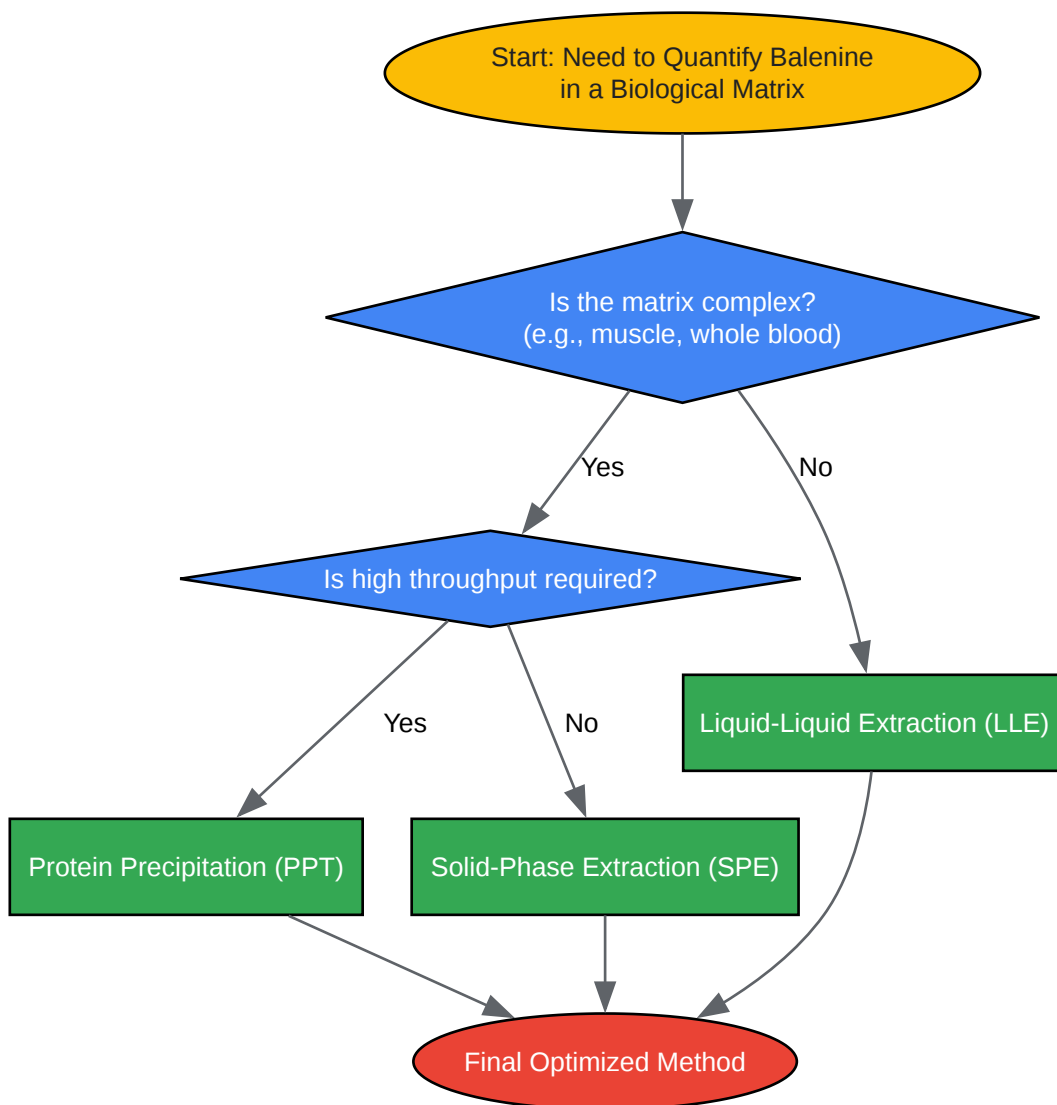 Start: Need to Quantify Balenine
in a Biological Matrix
Is the matrix complex?
(e.g., muscle, whole blood)
Yes
No
Is high throughput required?
Yes
No
Liquid-Liquid Extraction (LLE)
Protein Precipitation (PPT)
Solid-Phase Extraction (SPE)
Final Optimized Method